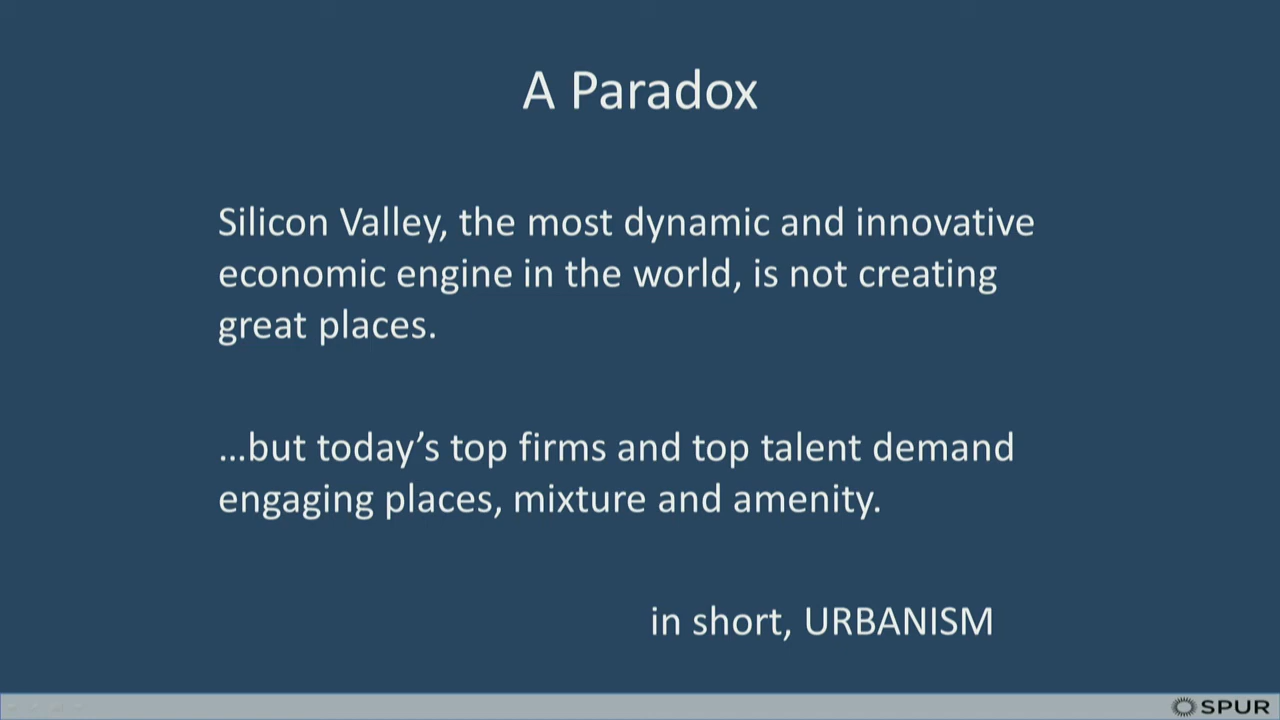 A Paradox
Silicon Valley, the most dynamic and innovative
economic engine in the world, is not creating
great places.
…but today’s top firms and top talent demand
engaging places, mixture and amenity.
in short, URBANISM
SPUR